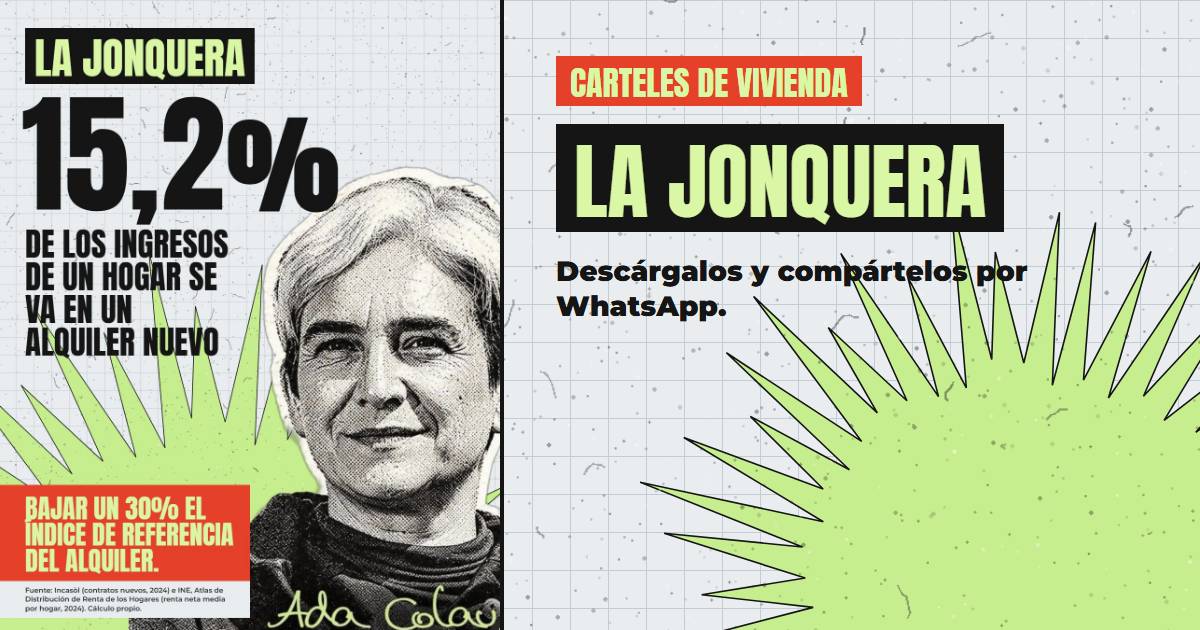 LA JONQUERA
15,2%
DE LOS INGRESOS
DE UN HOGAR SE
VA EN UN
ALQUILER NUEVO
BAJAR UN 30% EL
ÍNDICE DE REFERENCIA
DEL ALQUILER.
Fuente: Incasòl (contratos nuevos, 2024) e INE, Atlas de
Distribución de Renta de los Hogares (renta neta media
por hogar, 2024). Cálculo propio.
Ada Colau
CARTELES DE VIVIENDA
LA JONQUERA
Descárgalos y compártelos por
WhatsApp.